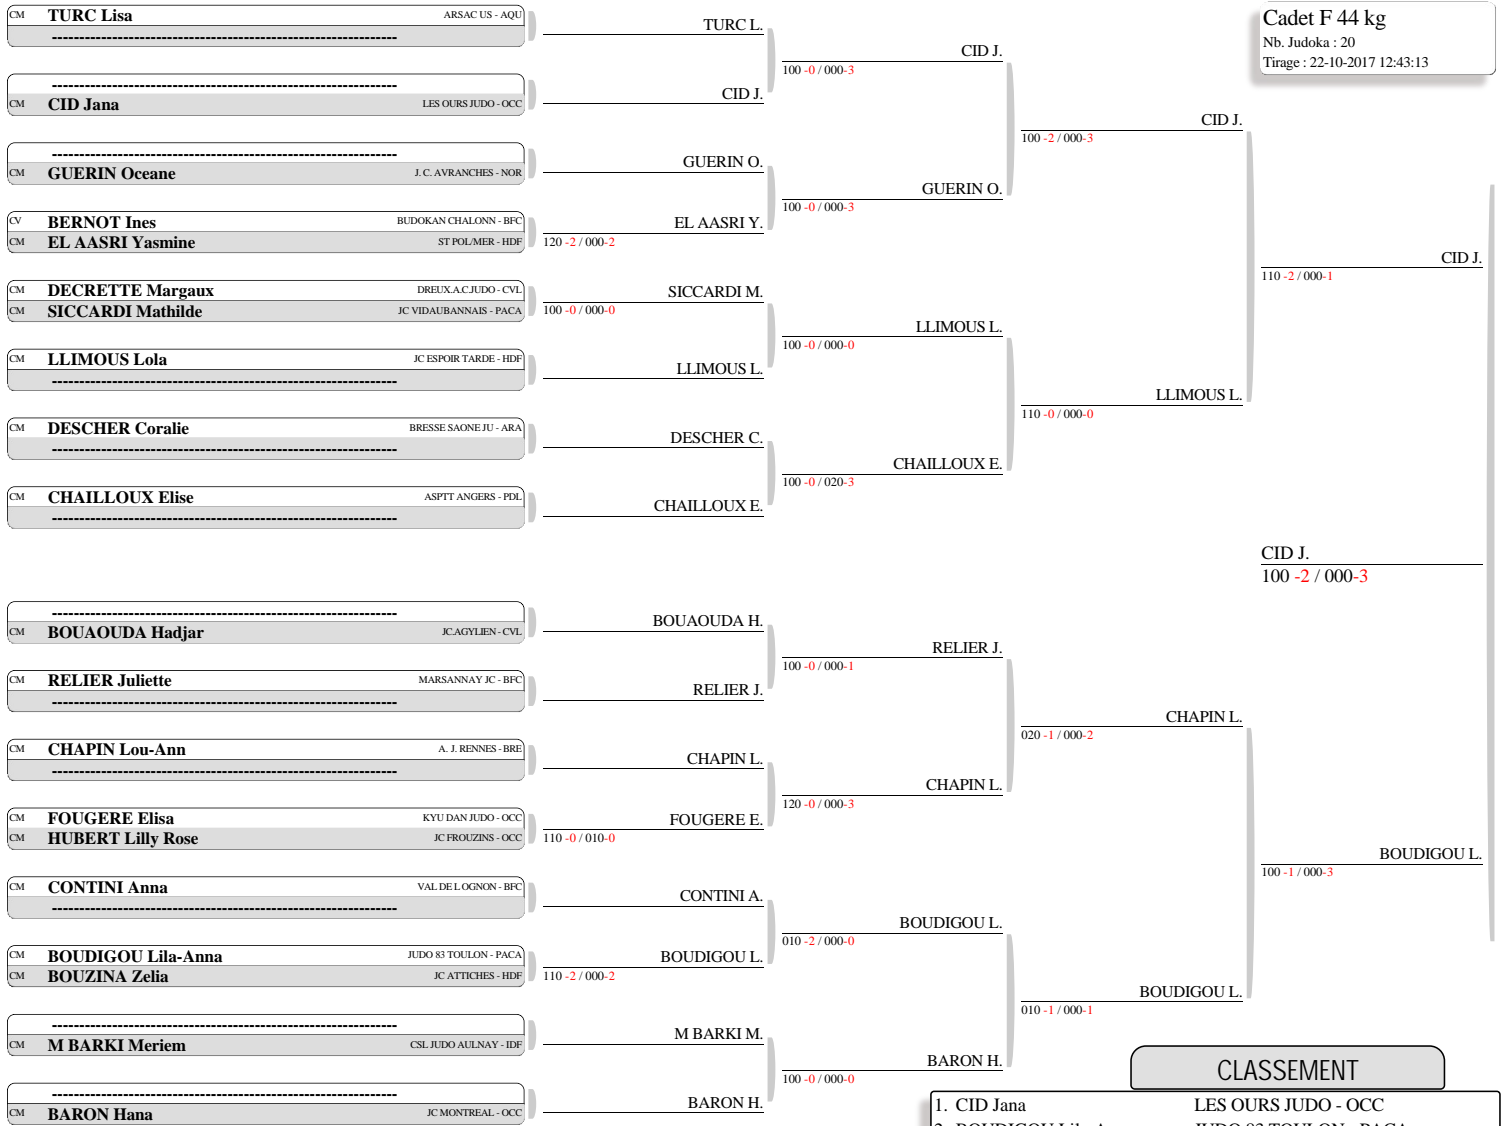 Cadet F 44 kg
Nb. Judoka : 20
Tirage : 22-10-2017 12:43:13
CM TURC Lisa ARSAC US - AQU
----------------------------------------------------------------
----------------------------------------------------------------
CM CID Jana LES OURS JUDO - OCC
----------------------------------------------------------------
CM GUERIN Oceane J. C. AVRANCHES - NOR
CV BERNOT Ines BUDOKAN CHALONN - BFC
CM EL AASRI Yasmine ST POL/MER - HDF
CM DECRETTE Margaux DREUX.A.C.JUDO - CVL
CM SICCARDI Mathilde JC VIDAUBANNAIS - PACA
CM LLIMOUS Lola JC ESPOIR TARDE - HDF
----------------------------------------------------------------
CM DESCHER Coralie BRESSE SAONE JU - ARA
----------------------------------------------------------------
CM CHAILLOUX Elise ASPTT ANGERS - PDL
----------------------------------------------------------------
----------------------------------------------------------------
CM BOUAOUDA Hadjar JC.AGYLIEN - CVL
CM RELIER Juliette MARSANNAY JC - BFC
----------------------------------------------------------------
CM CHAPIN Lou-Ann A. J. RENNES - BRE
----------------------------------------------------------------
CM FOUGERE Elisa KYU DAN JUDO - OCC
CM HUBERT Lilly Rose JC FROUZINS - OCC
CM CONTINI Anna VAL DE L OGNON - BFC
----------------------------------------------------------------
CM BOUDIGOU Lila-Anna JUDO 83 TOULON - PACA
CM BOUZINA Zelia JC ATTICHES - HDF
----------------------------------------------------------------
CM M BARKI Meriem CSL JUDO AULNAY - IDF
----------------------------------------------------------------
CM BARON Hana JC MONTREAL - OCC
TURC L.
CID J.
GUERIN O.
EL AASRI Y.
120 -2 / 000-2
SICCARDI M.
100 -0 / 000-0
LLIMOUS L.
DESCHER C.
CHAILLOUX E.
BOUAOUDA H.
RELIER J.
CHAPIN L.
FOUGERE E.
110 -0 / 010-0
CONTINI A.
BOUDIGOU L.
110 -2 / 000-2
M BARKI M.
BARON H.
CID J.
100 -0 / 000-3
GUERIN O.
100 -0 / 000-3
LLIMOUS L.
100 -0 / 000-0
CHAILLOUX E.
100 -0 / 020-3
RELIER J.
100 -0 / 000-1
CHAPIN L.
120 -0 / 000-3
BOUDIGOU L.
010 -2 / 000-0
BARON H.
100 -0 / 000-0
CID J.
100 -2 / 000-3
LLIMOUS L.
110 -0 / 000-0
CHAPIN L.
020 -1 / 000-2
BOUDIGOU L.
010 -1 / 000-1
CID J.
110 -2 / 000-1
BOUDIGOU L.
100 -1 / 000-3
CID J.
100 -2 / 000-3
CLASSEMENT
1. CID Jana LES OURS JUDO - OCC
2. BOUDIGOU Lila-A JUDO 83 TOULON - PACA